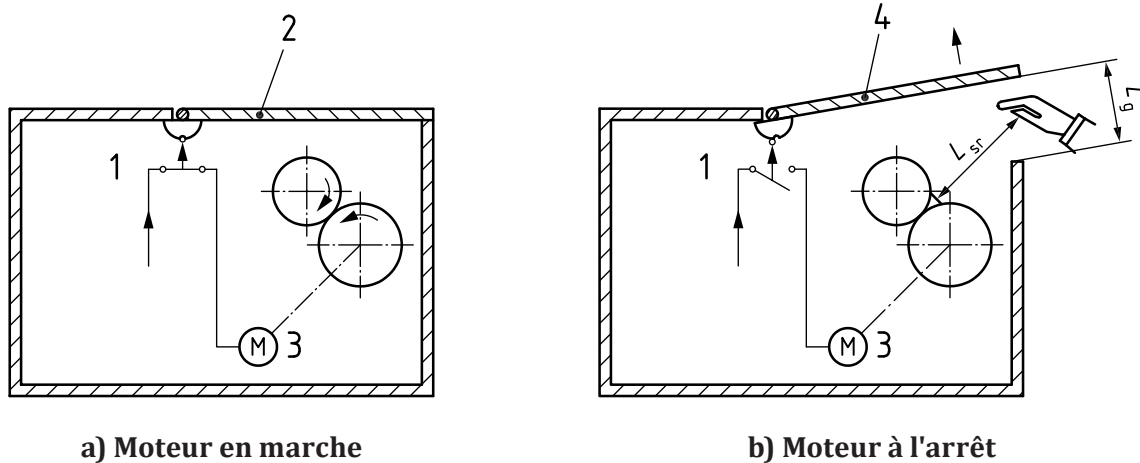 2
1
M 3
a) Moteur en marche
4
L g
L sr
1
M 3
b) Moteur à l'arrêt